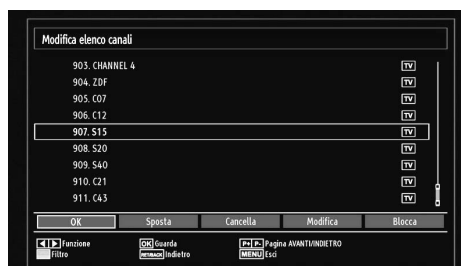 Modifica elenco canali
903. CHANNEL 4 TV
904. ZDF TV
905. C07 TV
906. C12 TV
907. S15 TV
908. S20 TV
909. S40 TV
910. C21 TV
911. C43 TV
OK Sposta Cancella Modifica Blocca
Funzione OK Guarda P+ P- Pagina AVANTI/INDIETRO
Filtro RET/BACK Indietro MENU Esci